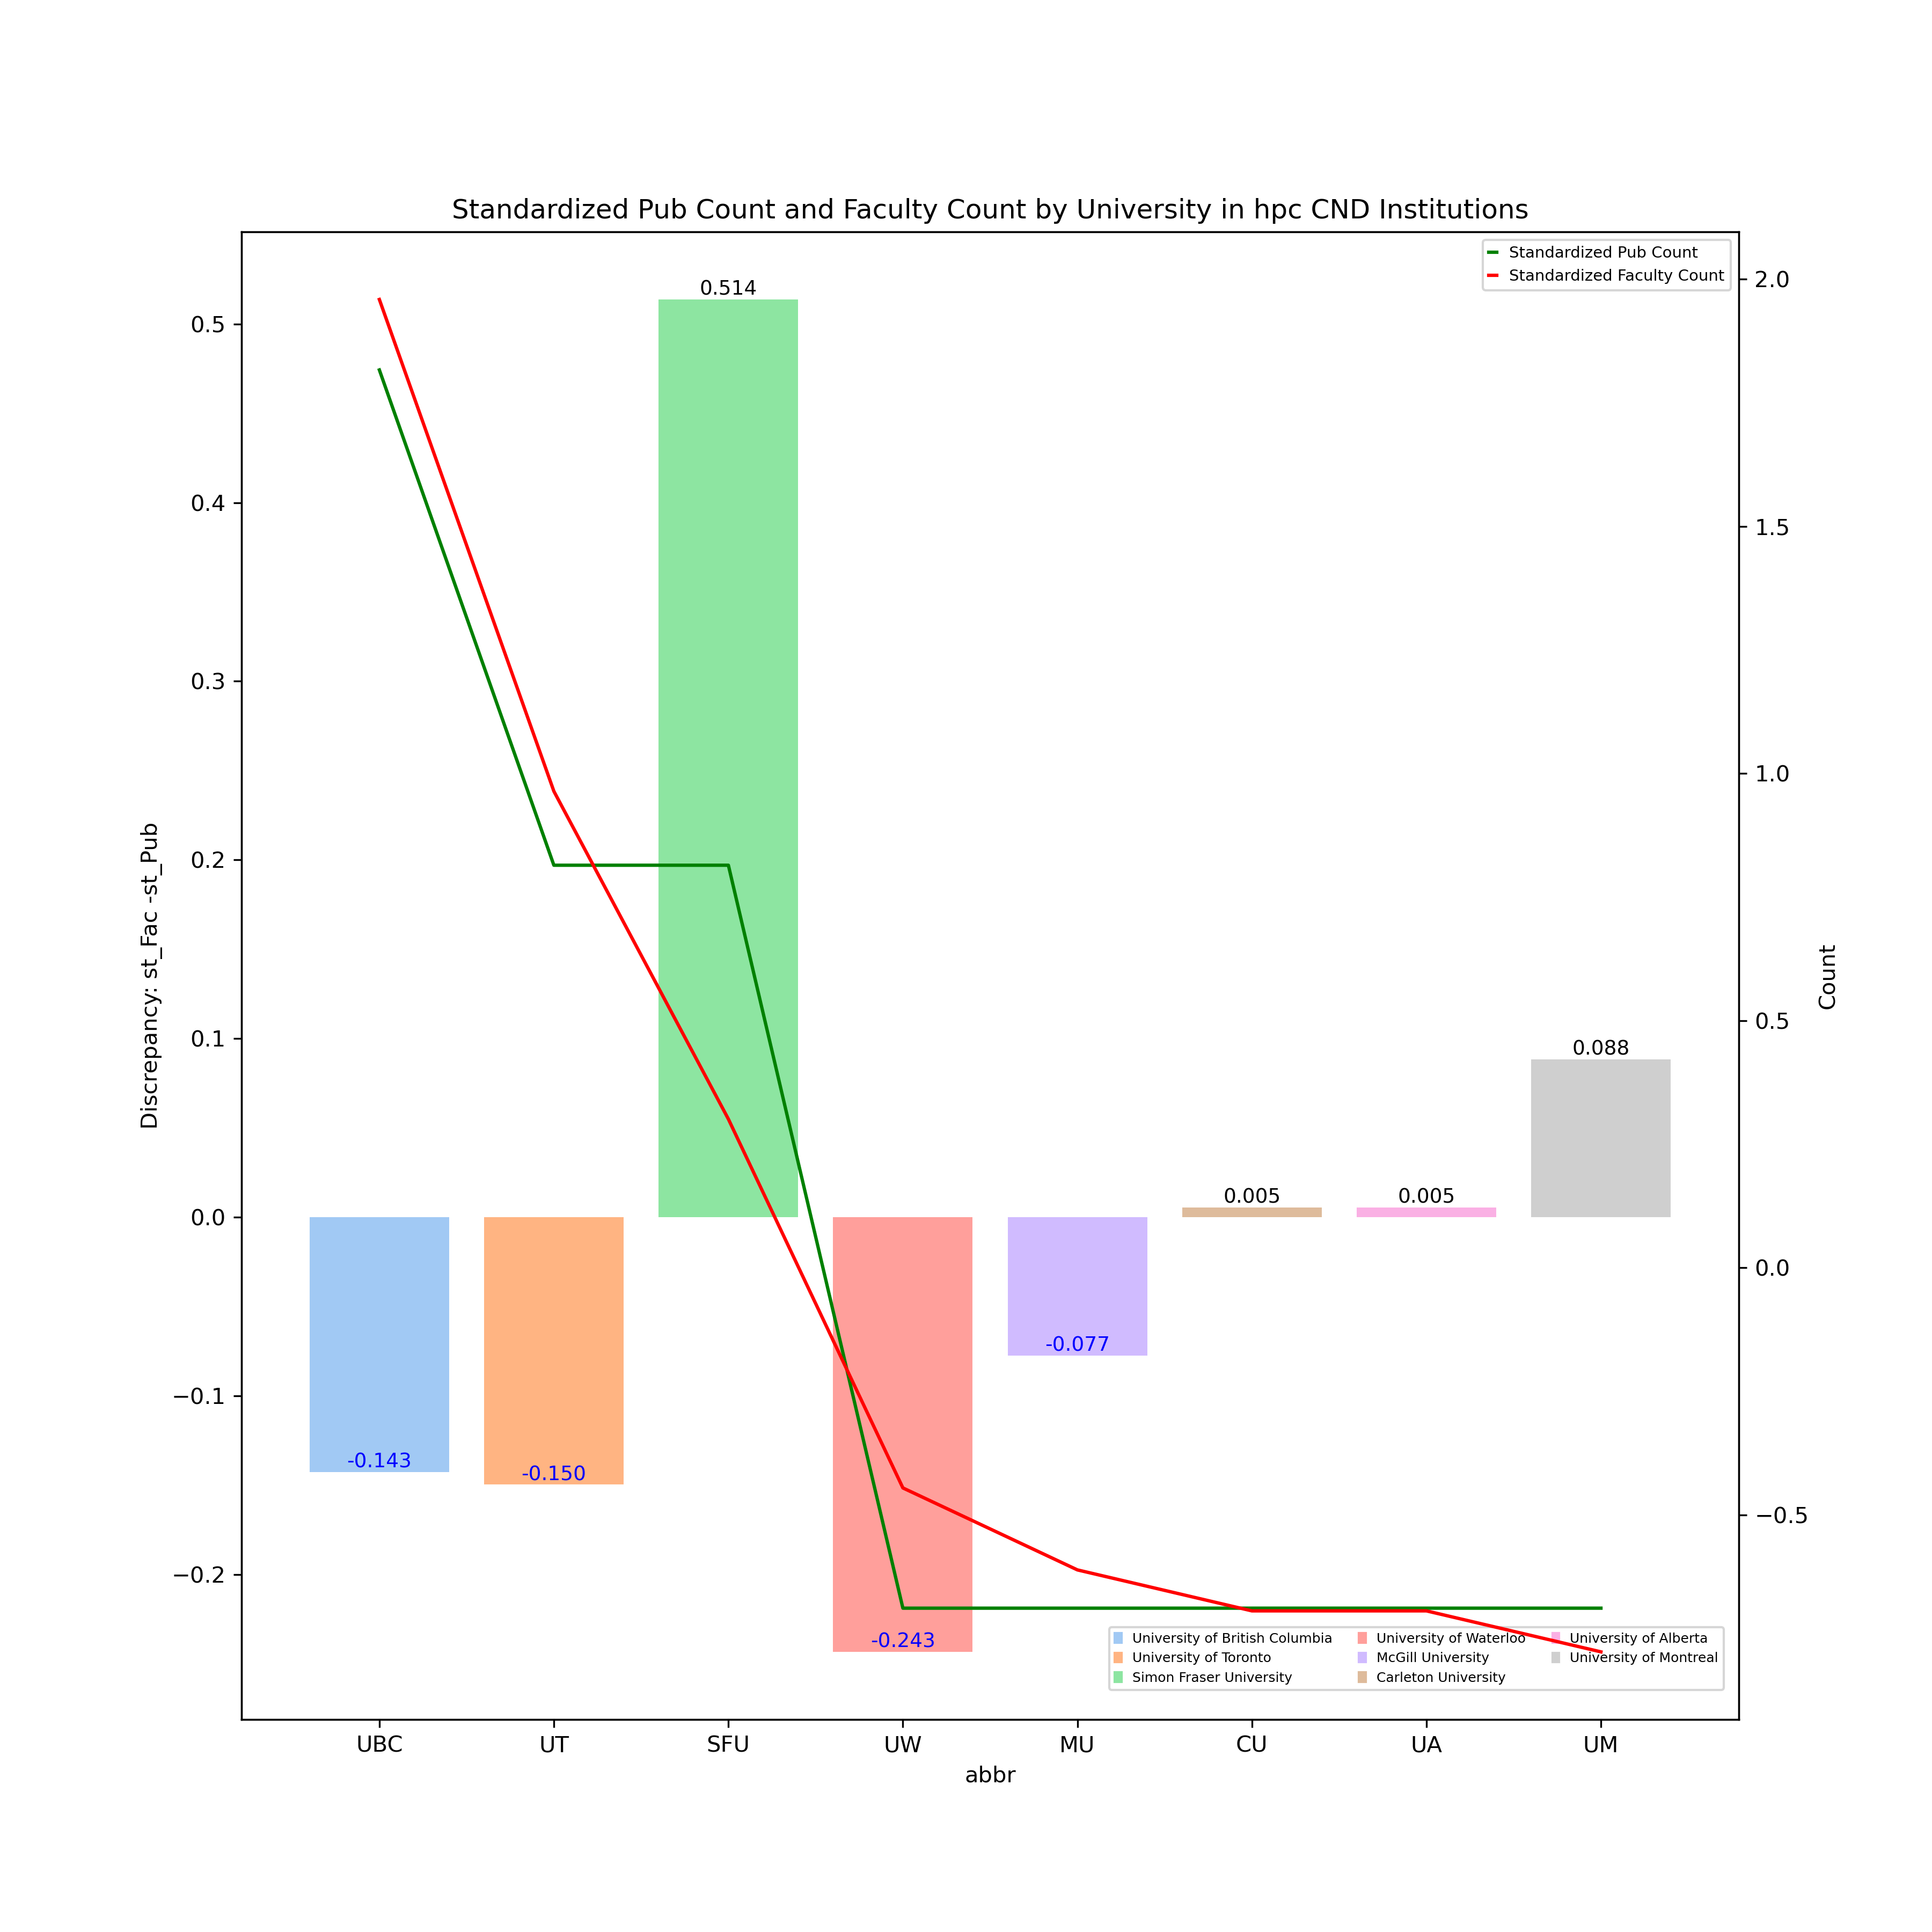 Standardized Pub Count and Faculty Count by University in hpc CND Institutions
Standardized Pub Count
Standardized Faculty Count
Discrepancy: st_Fac -st_Pub
0.5
0.4
0.3
0.2
0.1
0.0
−0.1
−0.2
-0.143
-0.150
0.514
-0.243
-0.077
0.005
0.005
0.088
2.0
1.5
1.0
0.5
0.0
−0.5
Count
University of British Columbia
University of Toronto
Simon Fraser University
University of Waterloo
McGill University
Carleton University
University of Alberta
University of Montreal
UBC UT SFU UW MU CU UA UM
abbr